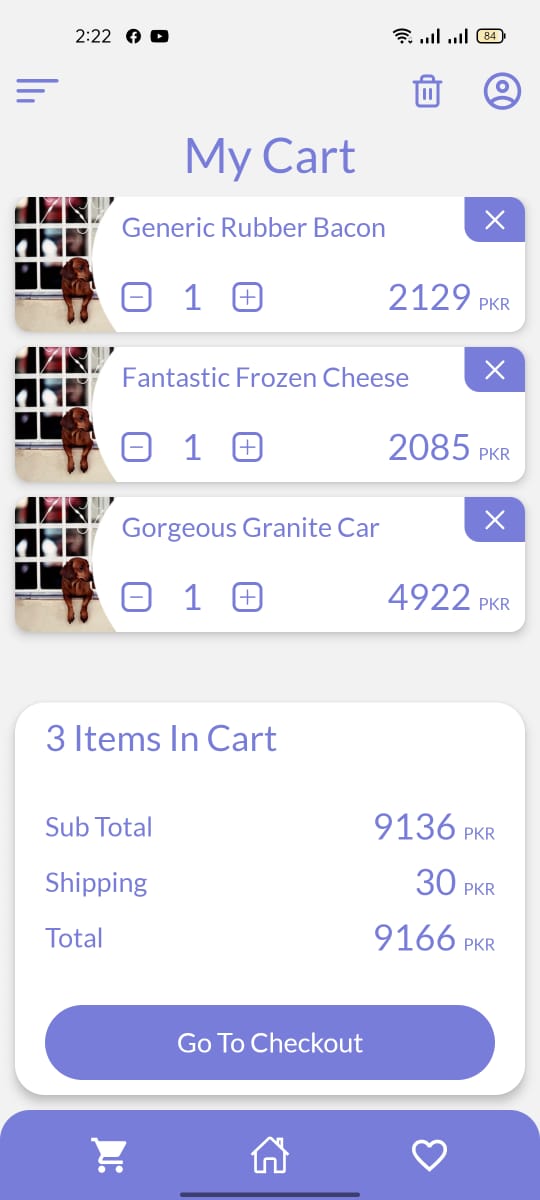 2:22
84
My Cart
Generic Rubber Bacon
1 2129 PKR
Fantastic Frozen Cheese
1 2085 PKR
Gorgeous Granite Car
1 4922 PKR
3 Items In Cart
Sub Total 9136 PKR
Shipping 30 PKR
Total 9166 PKR
Go To Checkout